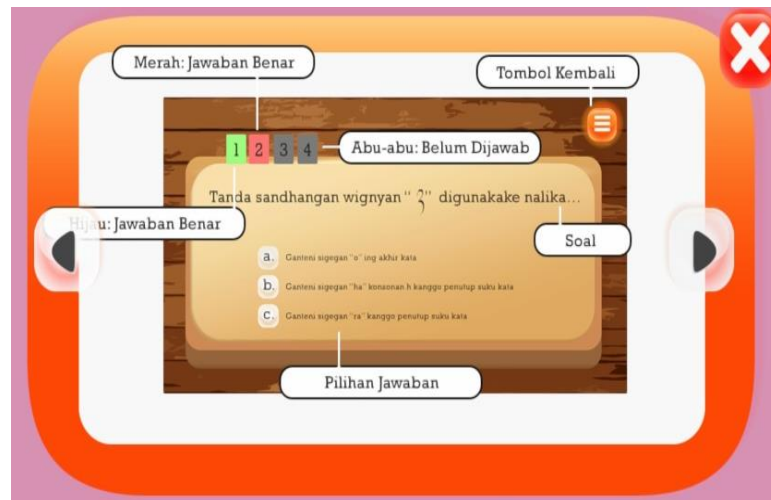 Merah: Jawaban Benar
Tombol Kembali
1 2 3 4
Abu-abu: Belum Dijawab
Tanda sandhangan wignyan “ ꦃ” digunakake nalika...
Hijau: Jawaban Benar
Soal
a. Ganteni sigegan "o" ing akhir kata
b. Ganteni sigegan "ha" konsonan h kanggo penutup suku kata
c. Ganteni sigegan "ra" kanggo penutup suku kata
Pilihan Jawaban